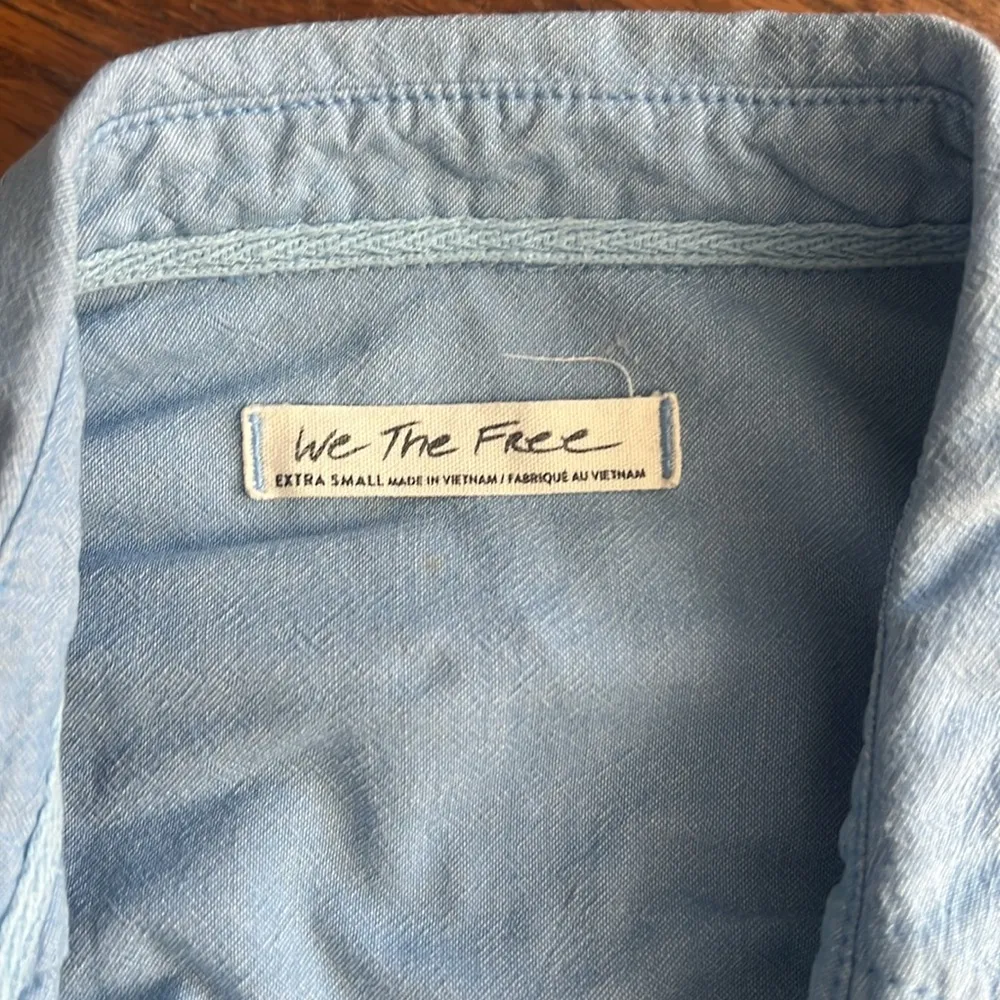 We The Free
EXTRA SMALL MADE IN VIETNAM / FABRIQUÉ AU VIETNAM